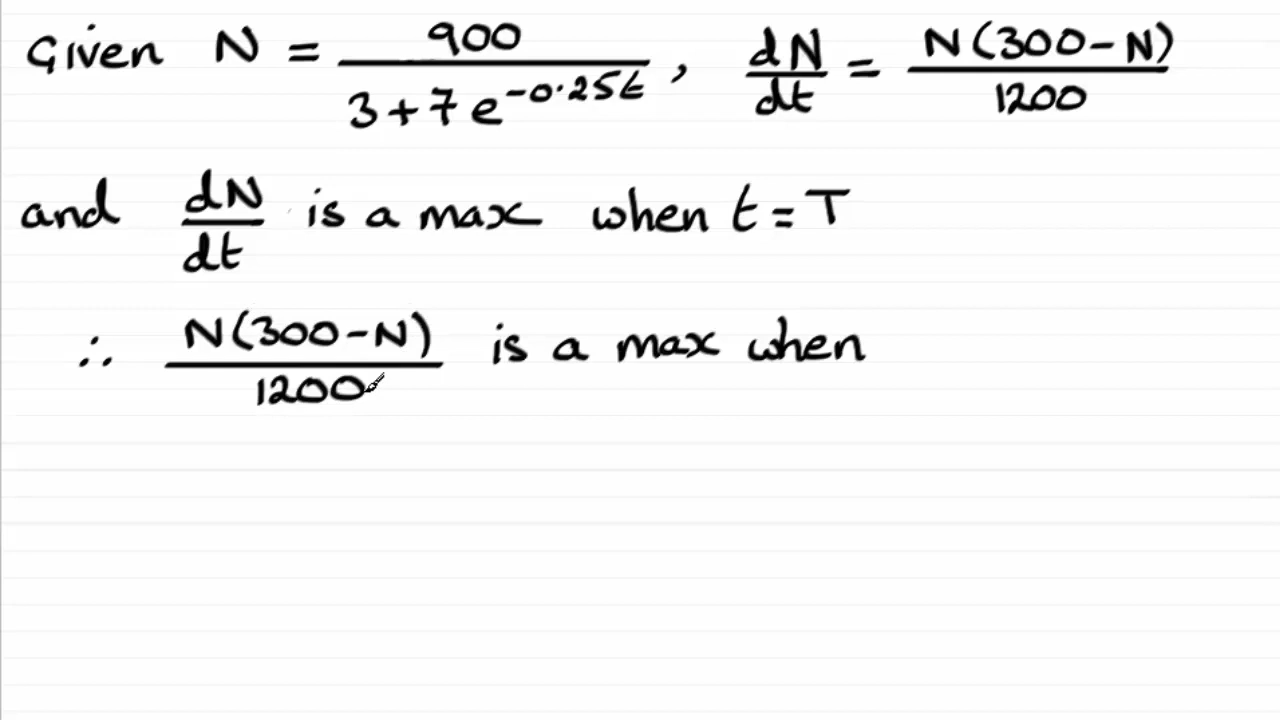 Given N = 900 / (3 + 7e^(-0.25t)), dN/dt = N(300 - N) / 1200
and dN/dt is a max when t = T
∴ N(300 - N) / 1200 is a max when